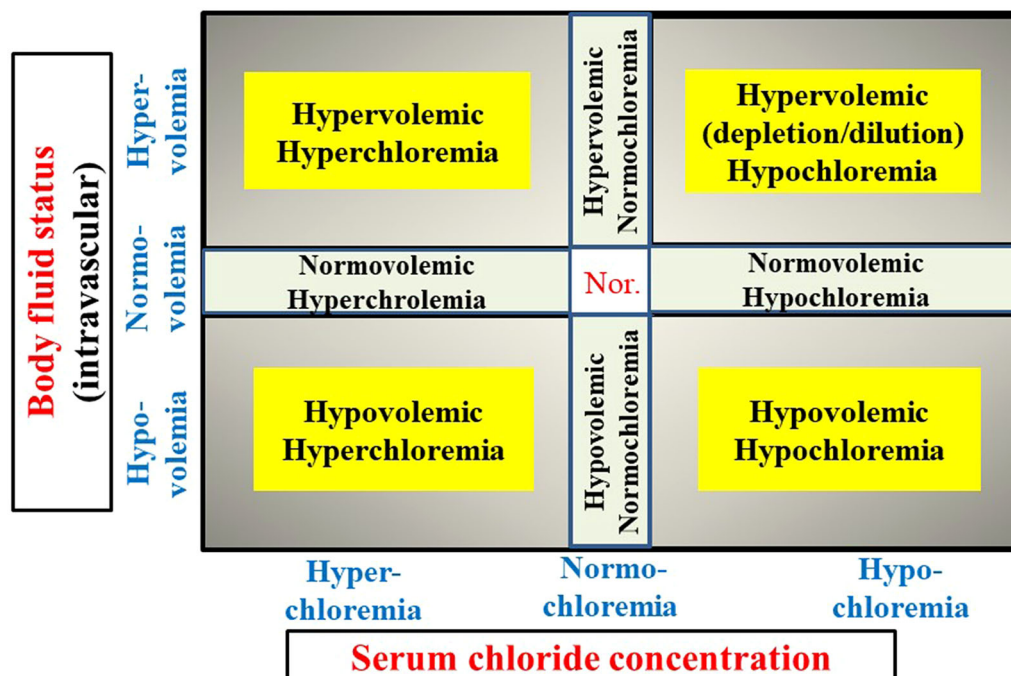 Body fluid status
(intravascular)
Hyper-
volemia
Normo-
volemia
Hypo-
volemia
Hypervolemic
Hyperchloremia
Hypervolemic
Normochloremia
Hypervolemic
(depletion/dilution)
Hypochloremia
Normovolemic
Hyperchrolemia
Nor.
Normovolemic
Hypochloremia
Hypovolemic
Hyperchloremia
Hypovolemic
Normochloremia
Hypovolemic
Hypochloremia
Hyper-
chloremia
Normo-
chloremia
Hypo-
chloremia
Serum chloride concentration